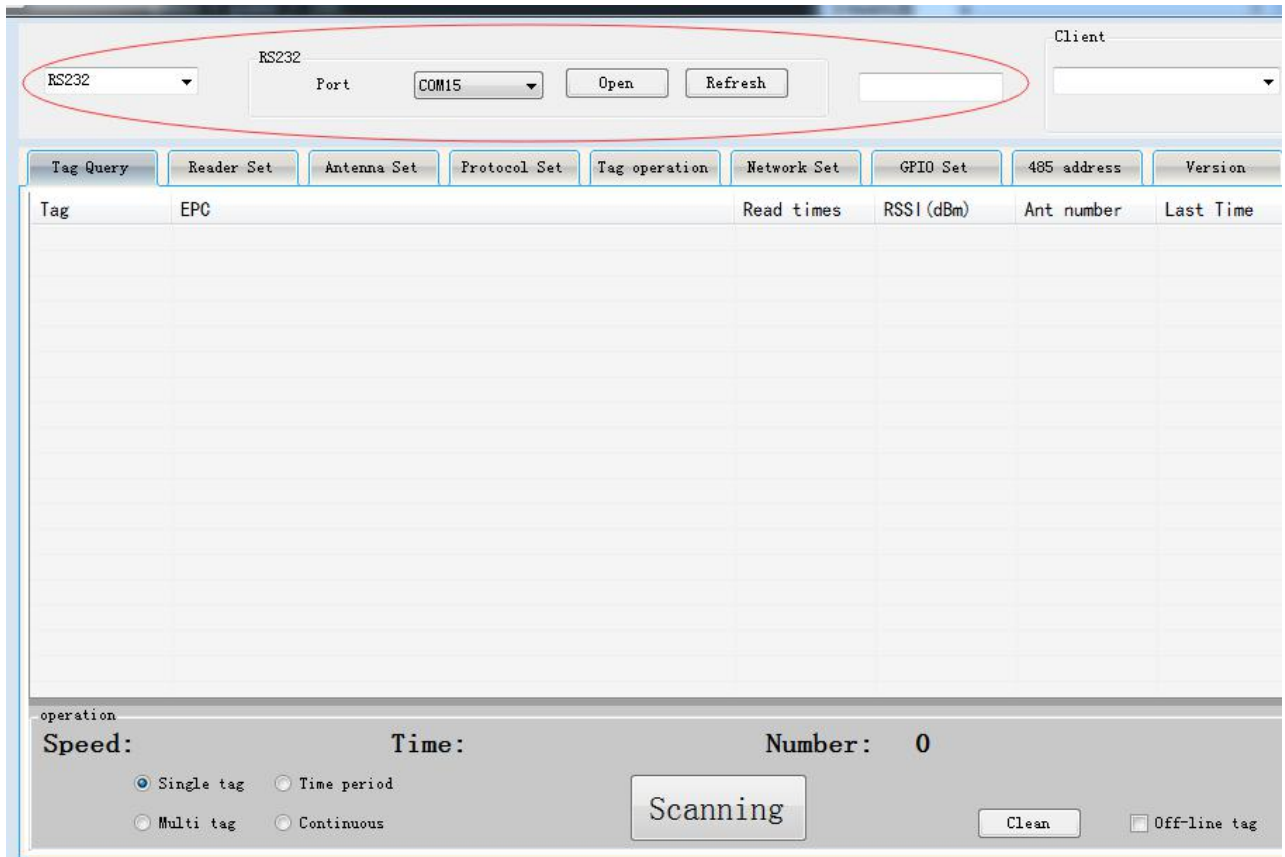 Client
RS232
RS232 Port COM15 Open Refresh
Tag Query Reader Set Antenna Set Protocol Set Tag operation Network Set GPIO Set 485 address Version
Tag EPC Read times RSSI(dBm) Ant number Last Time
operation
Speed: Time: Number: 0
Single tag Time period
Multi tag Continuous
Scanning
Clean Off-line tag